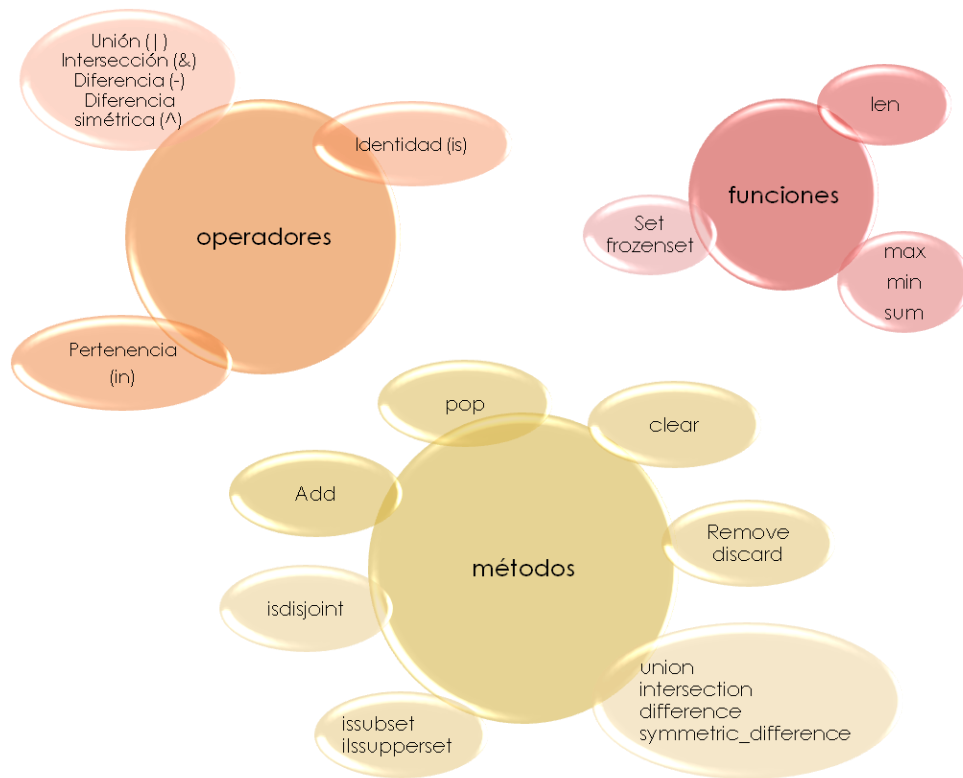 Unión (|)
Intersección (&)
Diferencia (-)
Diferencia
simétrica (^)
Identidad (is)
operadores
Pertenencia
(in)
len
funciones
Set
frozenset
max
min
sum
pop
clear
Add
Remove
discard
métodos
isdisjoint
union
intersection
difference
symmetric_difference
issubset
iIssupperset